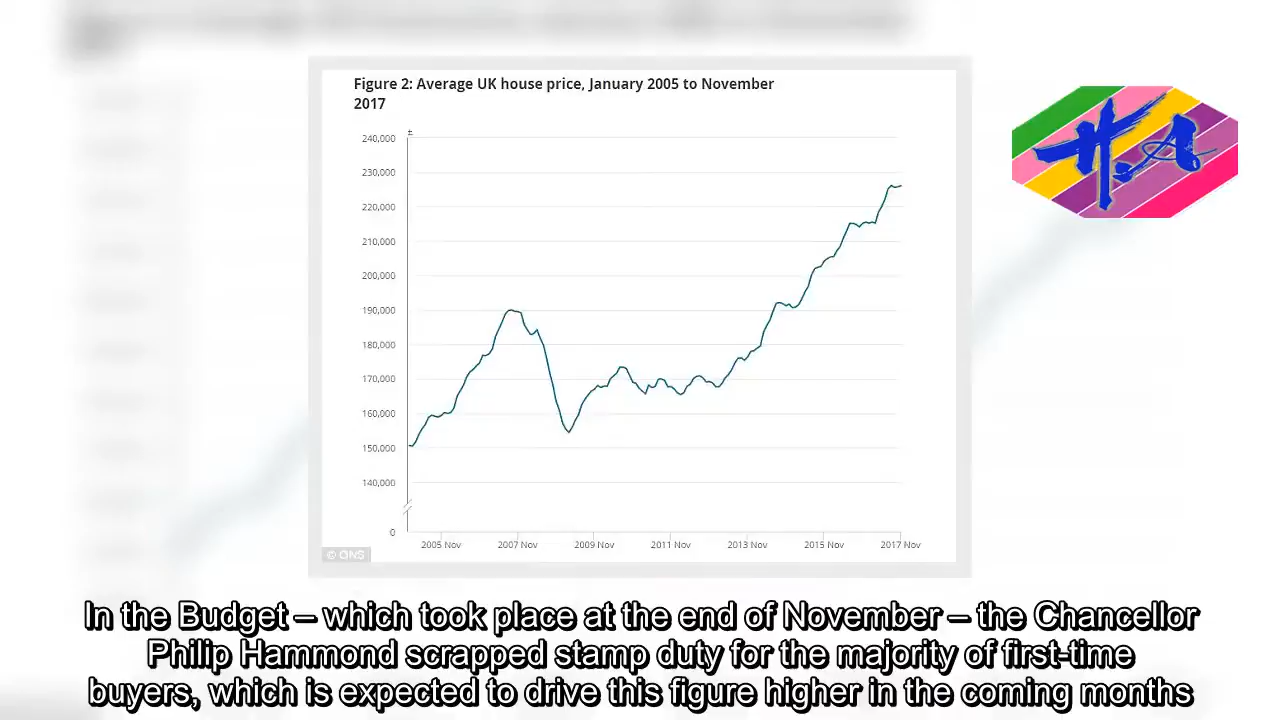 Figure 2: Average UK house price, January 2005 to November
2017
£
240,000
230,000
220,000
210,000
200,000
190,000
180,000
170,000
160,000
150,000
140,000
0
2005 Nov 2007 Nov 2009 Nov 2011 Nov 2013 Nov 2015 Nov 2017 Nov
© ONS
In the Budget – which took place at the end of November – the Chancellor
Philip Hammond scrapped stamp duty for the majority of first-time
buyers, which is expected to drive this figure higher in the coming months